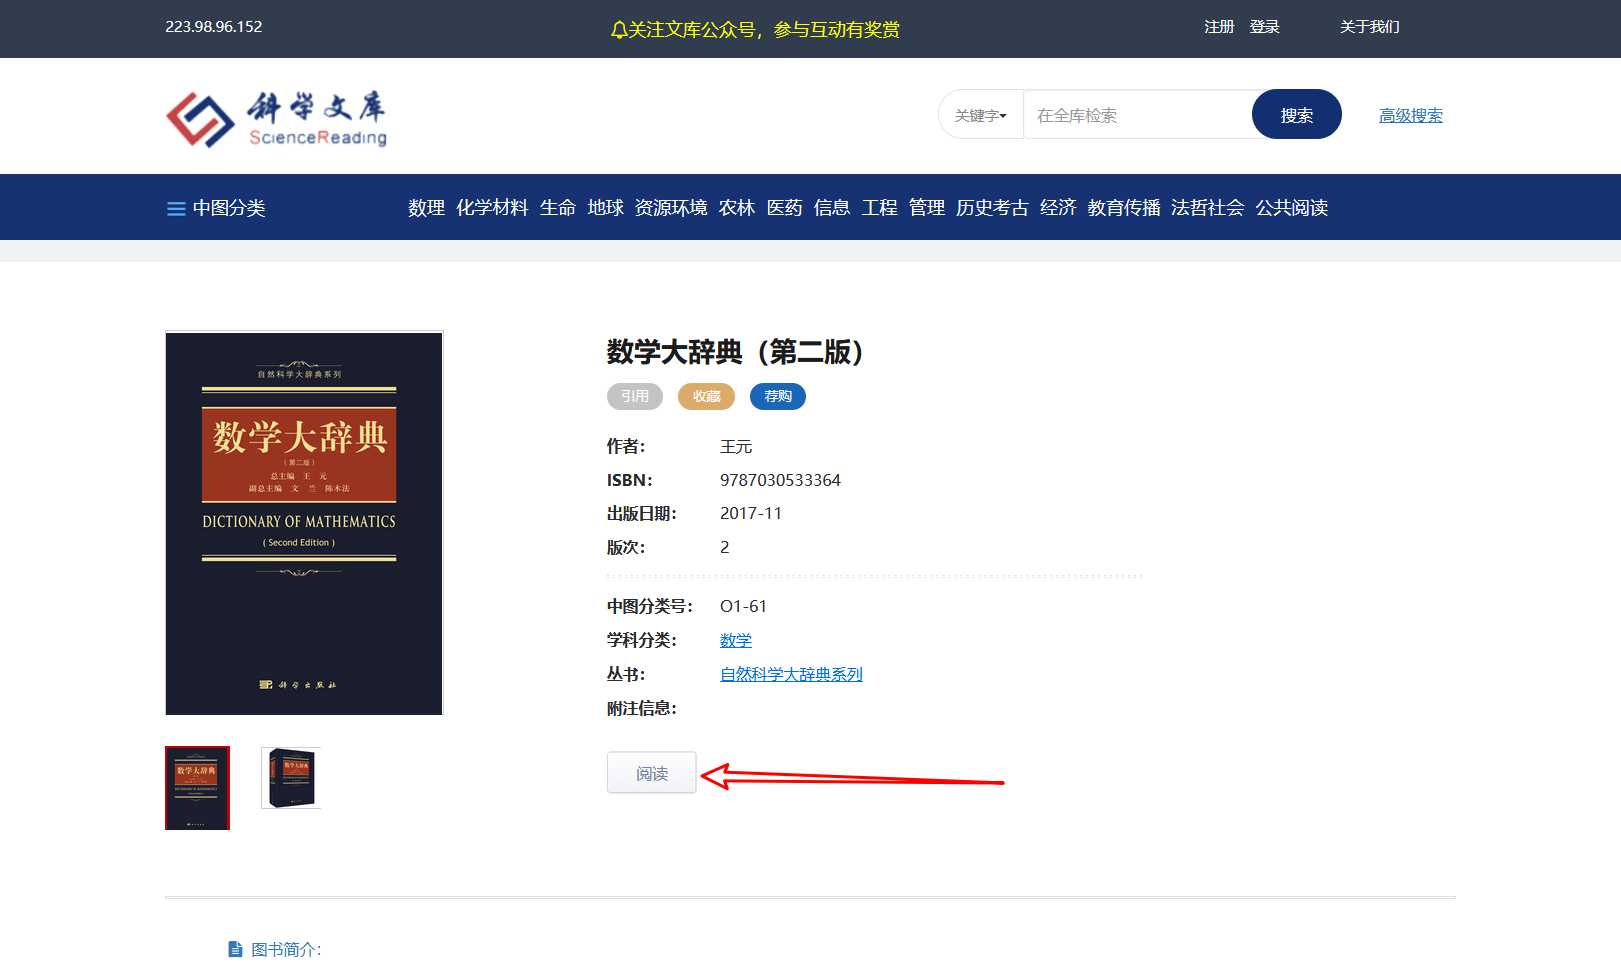 223.98.96.152
关注文库公众号，参与互动有奖赏
注册 登录 关于我们
科学文库
ScienceReading
关键字
在全库检索
搜索
高级搜索
中图分类
数理 化学材料 生命 地球 资源环境 农林 医药 信息 工程 管理 历史考古 经济 教育传播 法哲社会 公共阅读
自然科学大辞典系列
数学大辞典
（第二版）
总主编 王 元
副总主编 文 兰 陈木法
DICTIONARY OF MATHEMATICS
( Second Edition )
科学出版社
数学大辞典（第二版）
引用 收藏 荐购
作者： 王元
ISBN： 9787030533364
出版日期： 2017-11
版次： 2
中图分类号： O1-61
学科分类： 数学
丛书： 自然科学大辞典系列
附注信息：
阅读
数学大辞典
数学大辞典
图书简介：